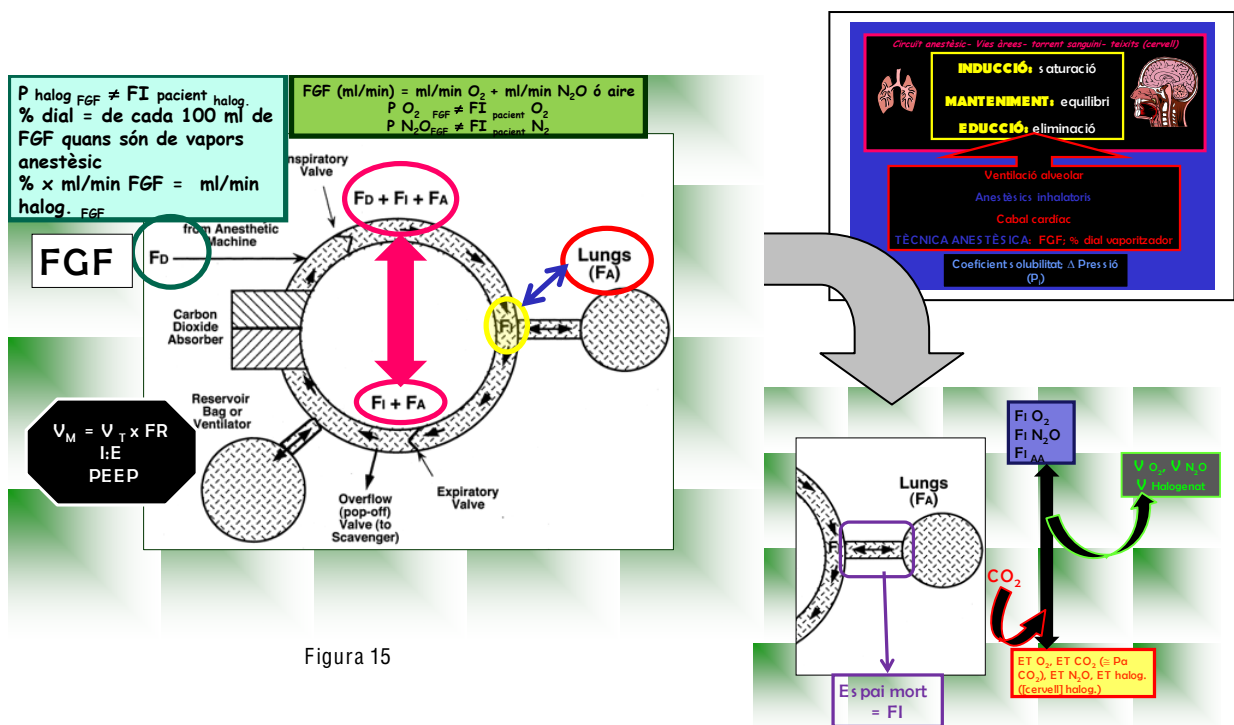 P halog FGF ≠ FI pacient halog.
% dial = de cada 100 ml de
FGF quans són de vapors
anestèsic
% x ml/min FGF = ml/min
halog. FGF
FGF (ml/min) = ml/min O2 + ml/min N2O ó aire
P O2 FGF ≠ FI pacient O2
P N2OFGF ≠ FI pacient N2
nspiratory
Valve
FD + FI + FA
from Anesthetic
Machine
FGF
FD
Lungs
(FA)
FI
Carbon
Dioxide
Absorber
FI + FA
Reservoir
Bag or
Ventilator
VM = VT x FR
I:E
PEEP
Overflow
(pop-off)
Valve (to
Scavenger)
Expiratory
Valve
Figura 15
Circuit anestèsic- Vies àrees- torrent sanguini- teixits (cervell)
INDUCCIÓ: saturació
MANTENIMENT: equilibri
EDUCCIÓ: eliminació
Ventilació alveolar
Anestèsics inhalatoris
Cabal cardíac
TÈCNICA ANESTÈSICA: FGF; % dial vaporitzador
Coeficient solubilitat; Δ Pressió
(Pi)
FI O2
FI N2O
FI AA
V O2, V N2O
V Halogenat
Lungs
(FA)
F
CO2
ET O2, ET CO2 (≅ Pa
CO2), ET N2O, ET halog.
([cervell] halog.)
Espai mort
= FI